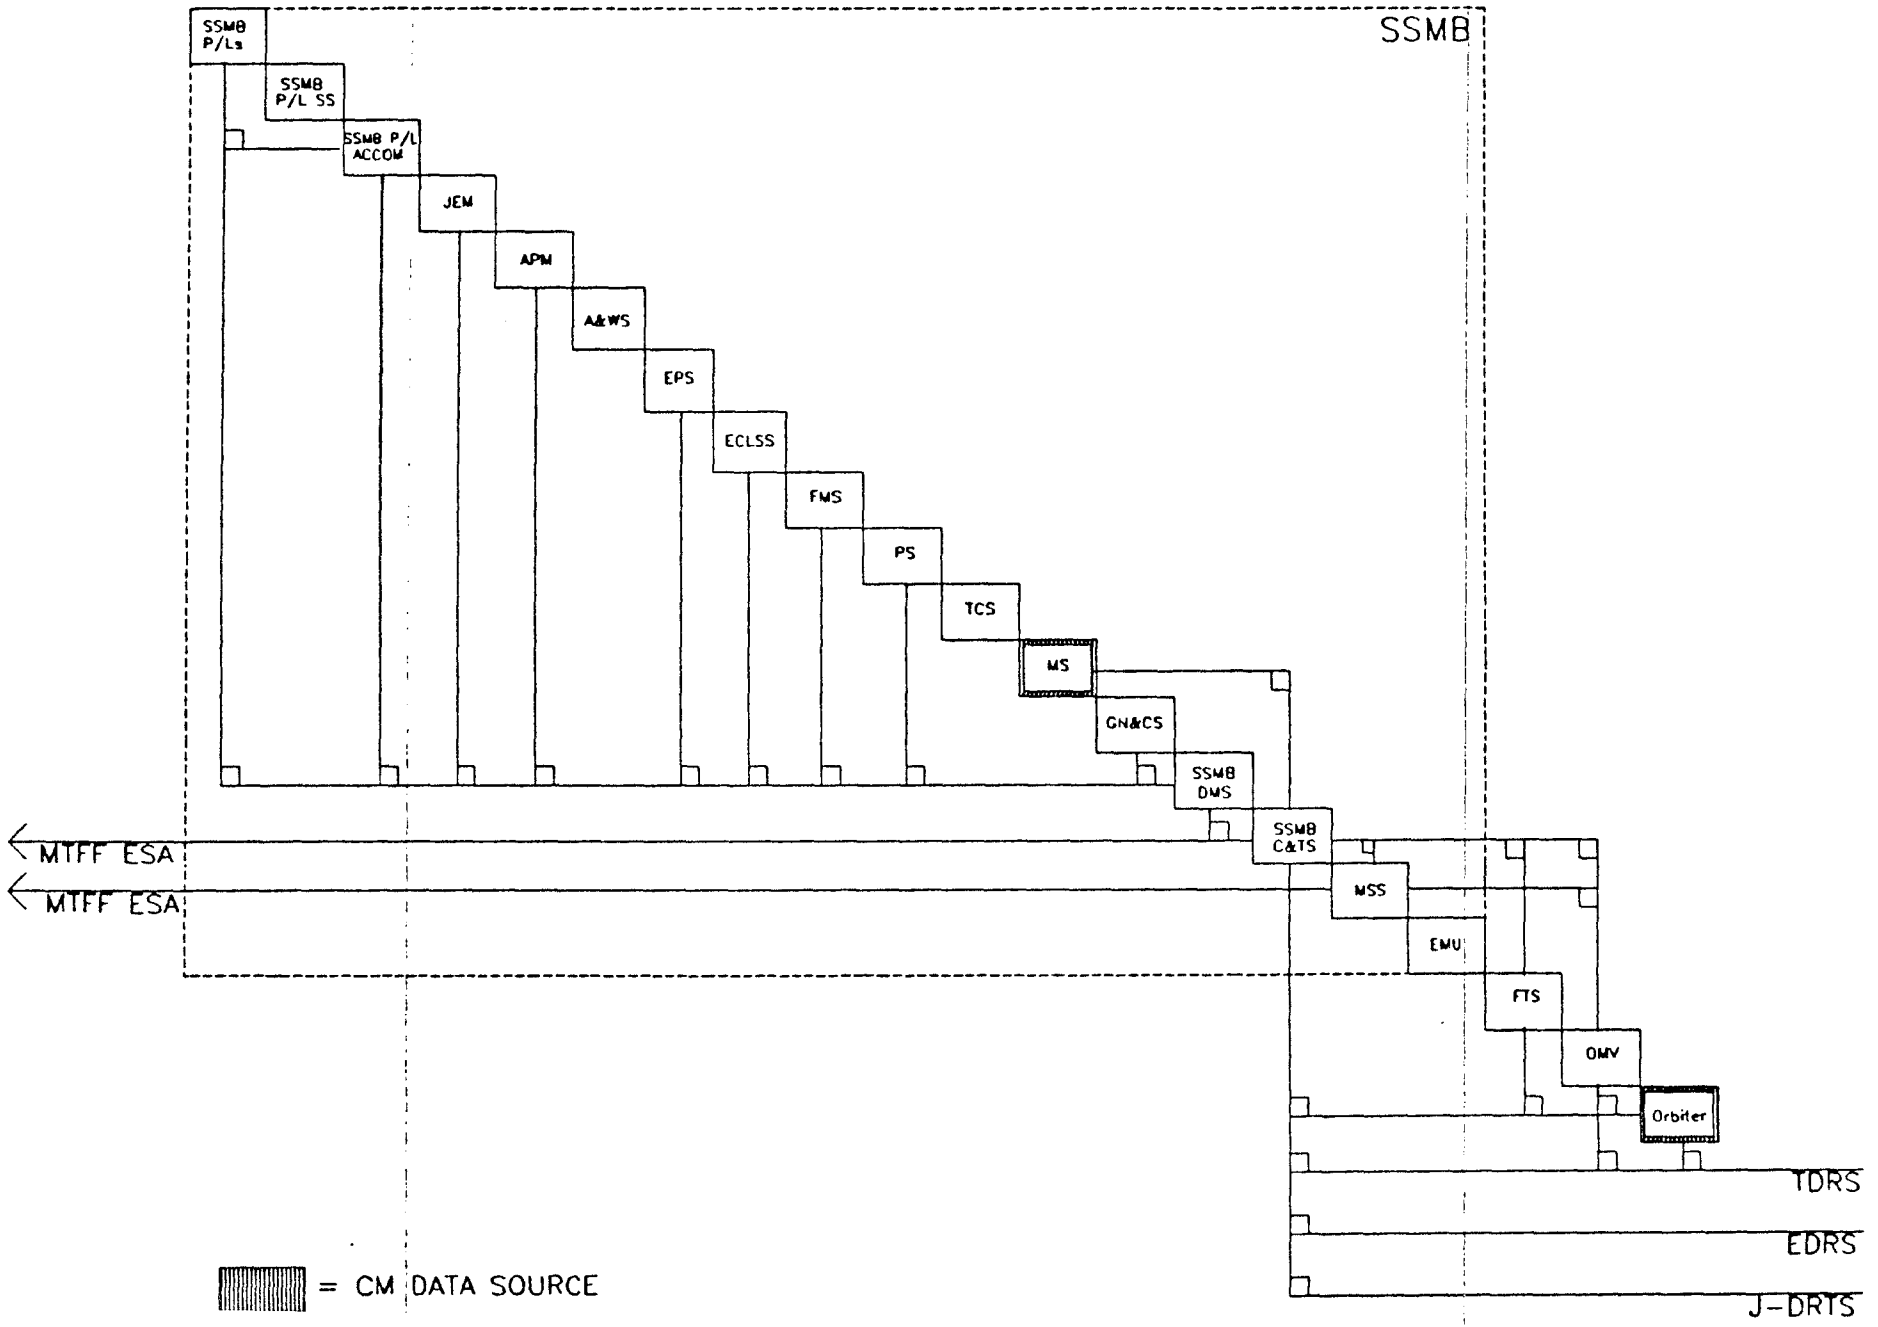 SSMB
P/Ls
SSMB
SSMB
P/L SS
SSMB P/L
ACCOM
JEM
APM
A&WS
EPS
ECLSS
FMS
PS
TCS
MS
GN&CS
SSMB
DMS
SSMB
C&TS
MTFF ESA
MSS
MTFF ESA
EMU
FTS
OMV
Orbiter
TDRS
EDRS
= CM DATA SOURCE
J-DRTS